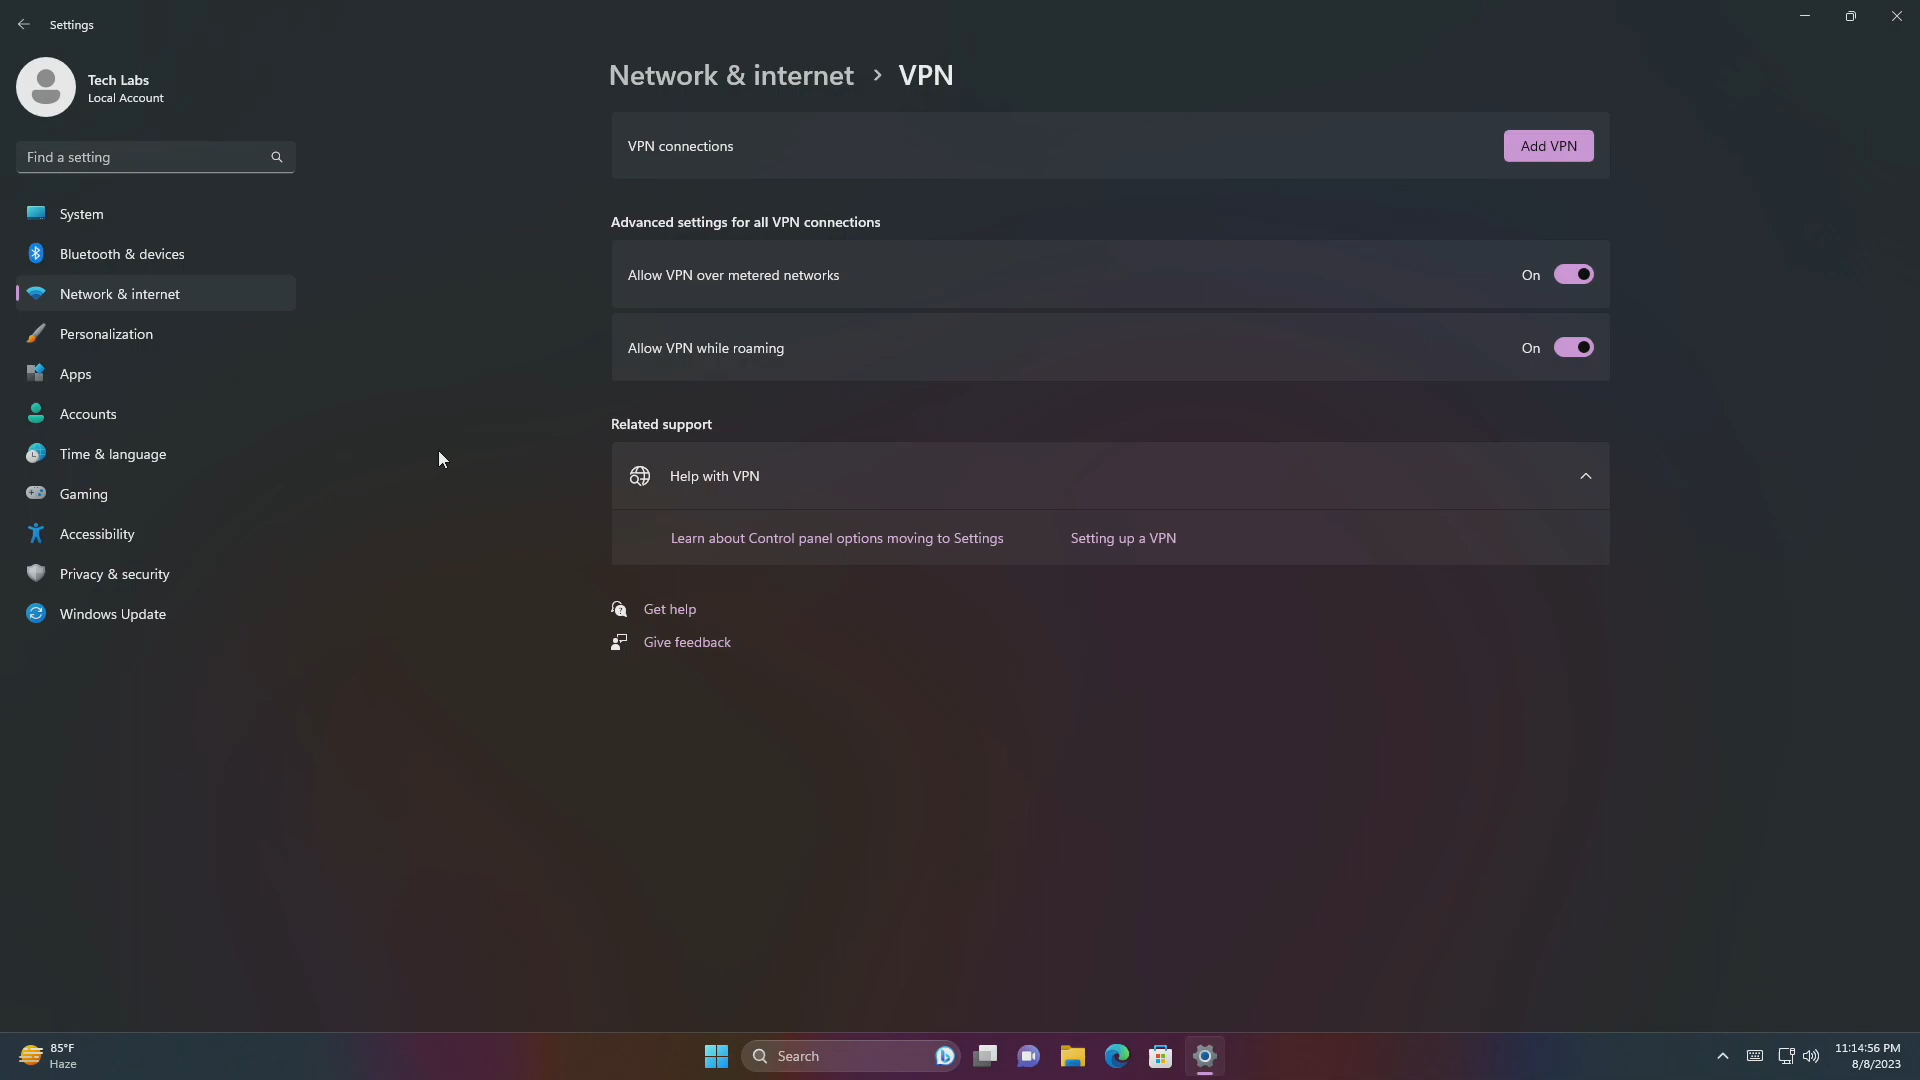 Settings
Tech Labs
Local Account
Find a setting
System
Bluetooth & devices
Network & internet
Personalization
Apps
Accounts
Time & language
Gaming
Accessibility
Privacy & security
Windows Update
Network & internet > VPN
VPN connections
Add VPN
Advanced settings for all VPN connections
Allow VPN over metered networks
On
Allow VPN while roaming
On
Related support
Help with VPN
Learn about Control panel options moving to Settings
Setting up a VPN
Get help
Give feedback
85°F
Haze
Search
11:14:56 PM
8/8/2023